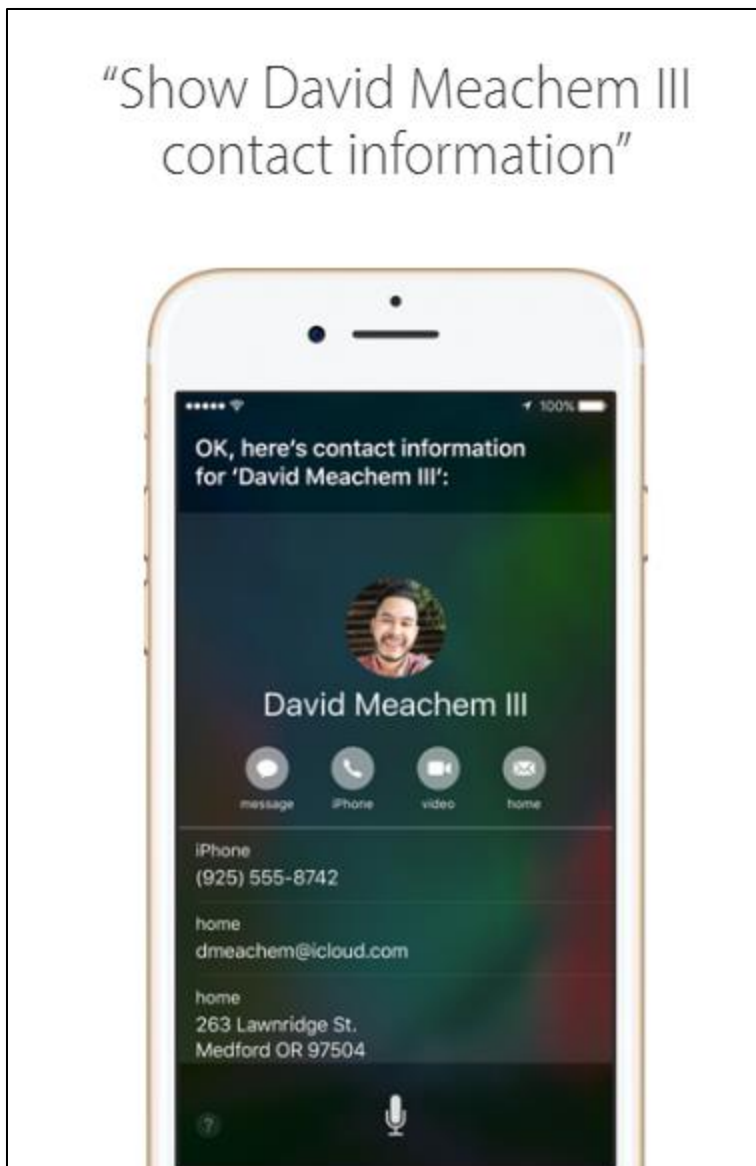 “Show David Meachem III
contact information”
100%
OK, here's contact information
for ‘David Meachem III’:
David Meachem III
message iPhone video home
iPhone
(925) 555-8742
home
dmeachem@icloud.com
home
263 Lawnridge St.
Medford OR 97504
?